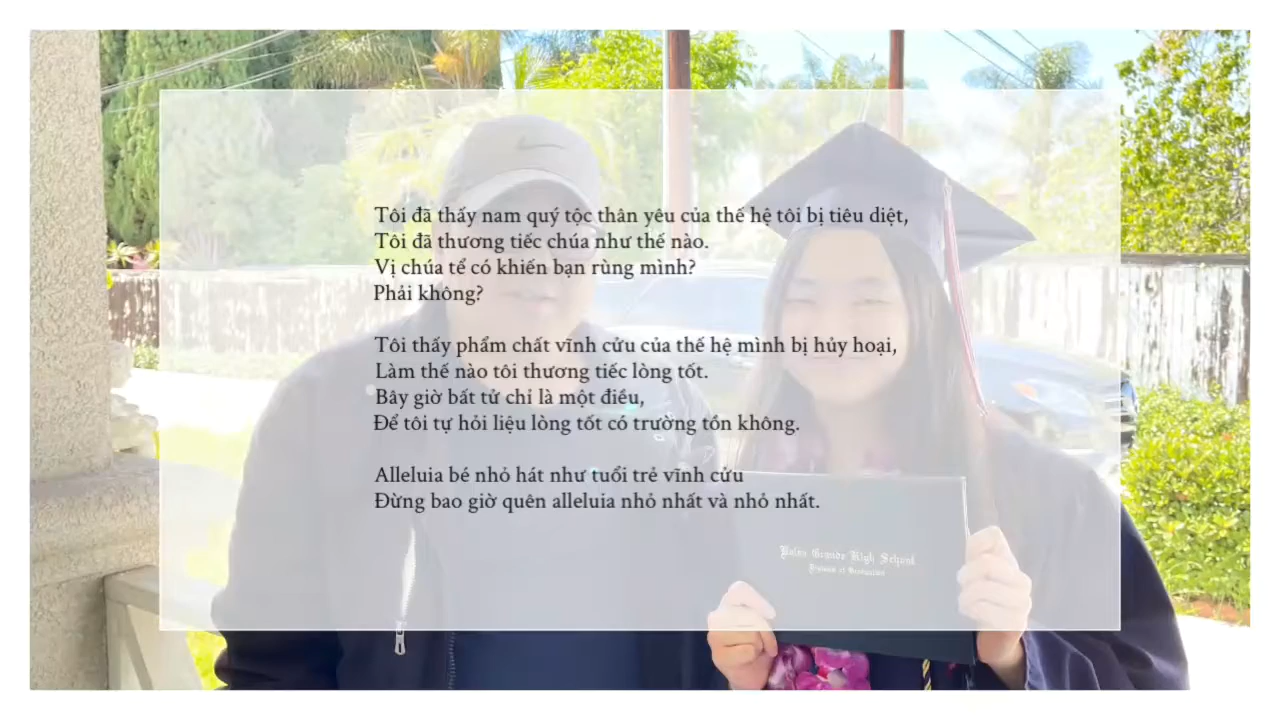 Tôi đã thấy nam quý tộc thân yêu của thế hệ tôi bị tiêu diệt,
Tôi đã thương tiếc chúa như thế nào.
Vị chúa tể có khiến bạn rùng mình?
Phải không?
Tôi thấy phẩm chất vĩnh cửu của thế hệ mình bị hủy hoại,
Làm thế nào tôi thương tiếc lòng tốt.
Bây giờ bất tử chỉ là một điều,
Để tôi tự hỏi liệu lòng tốt có trường tồn không.
Alleluia bé nhỏ hát như tuổi trẻ vĩnh cửu
Đừng bao giờ quên alleluia nhỏ nhất và nhỏ nhất.
High School